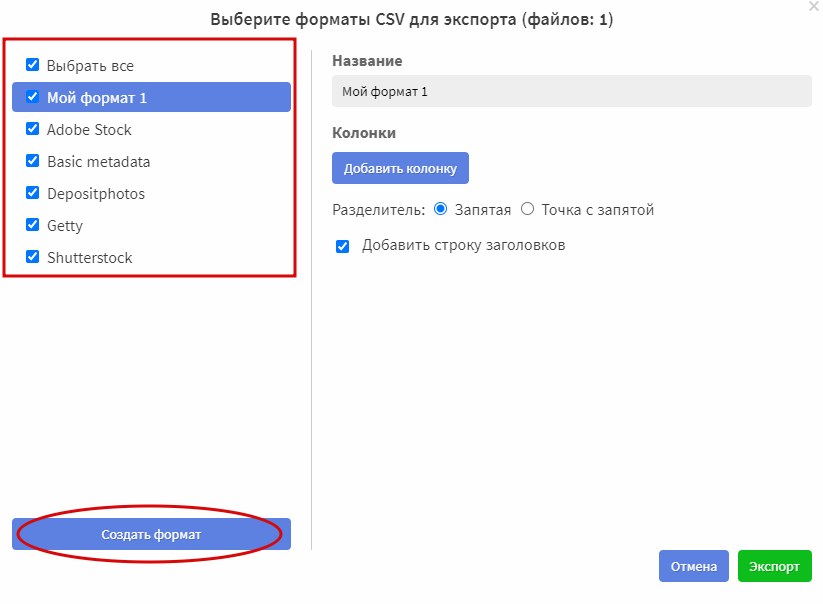 Выберите форматы CSV для экспорта (файлов: 1)
Выбрать все
Мой формат 1
Adobe Stock
Basic metadata
Depositphotos
Getty
Shutterstock
Создать формат
Название
Мой формат 1
Колонки
Добавить колонку
Разделитель: Запятая Точка с запятой
Добавить строку заголовков
Отмена Экспорт